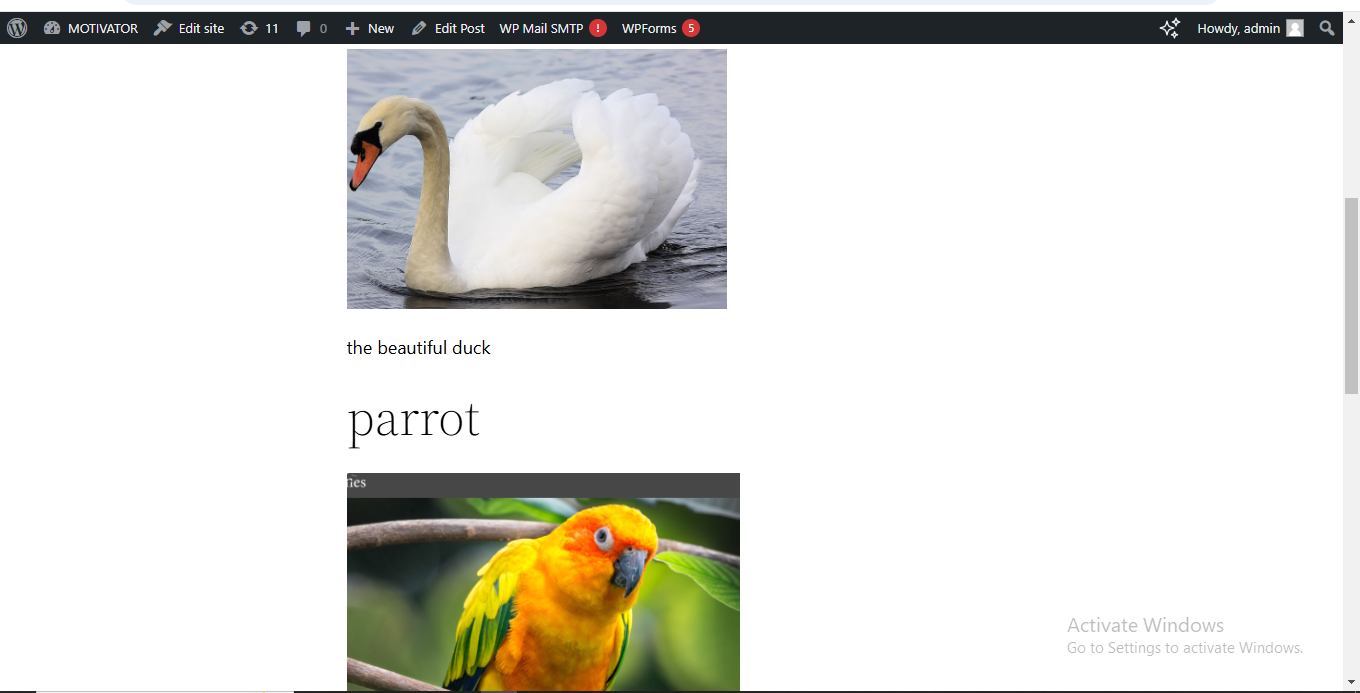 MOTIVATOR Edit site 11 0 New Edit Post WP Mail SMTP ! WPForms 5 Howdy, admin
the beautiful duck
parrot
Activate Windows
Go to Settings to activate Windows.